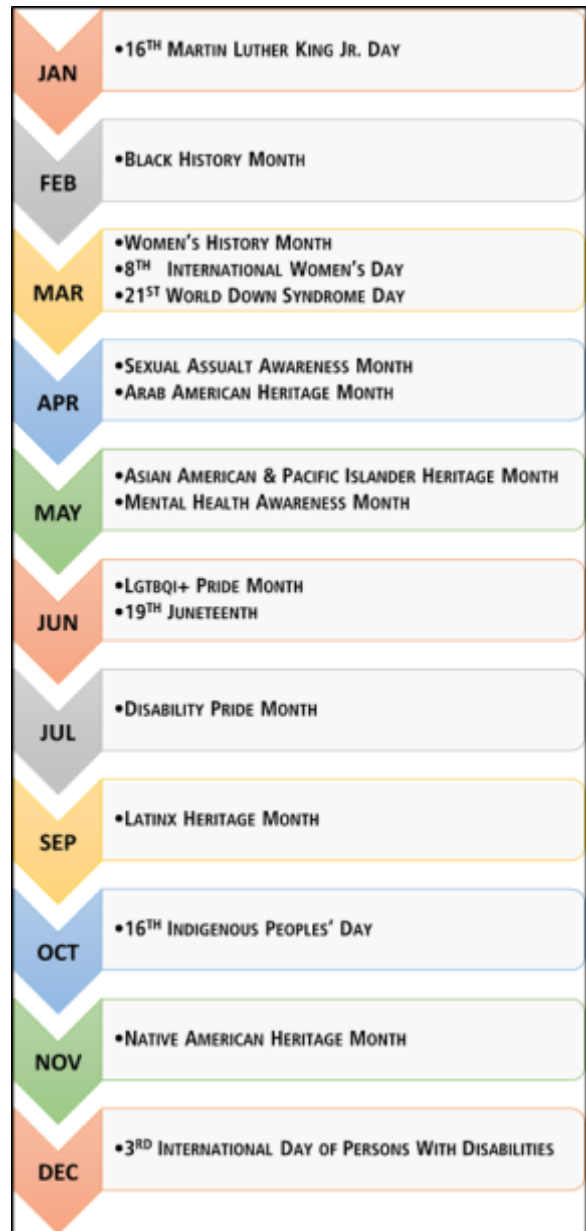 JAN
•16TH MARTIN LUTHER KING JR. DAY
FEB
•BLACK HISTORY MONTH
MAR
•WOMEN'S HISTORY MONTH
•8TH INTERNATIONAL WOMEN'S DAY
•21ST WORLD DOWN SYNDROME DAY
APR
•SEXUAL ASSUALT AWARENESS MONTH
•ARAB AMERICAN HERITAGE MONTH
MAY
•ASIAN AMERICAN & PACIFIC ISLANDER HERITAGE MONTH
•MENTAL HEALTH AWARENESS MONTH
JUN
•LGTBQI+ PRIDE MONTH
•19TH JUNETEENTH
JUL
•DISABILITY PRIDE MONTH
SEP
•LATINX HERITAGE MONTH
OCT
•16TH INDIGENOUS PEOPLES' DAY
NOV
•NATIVE AMERICAN HERITAGE MONTH
DEC
•3RD INTERNATIONAL DAY OF PERSONS WITH DISABILITIES